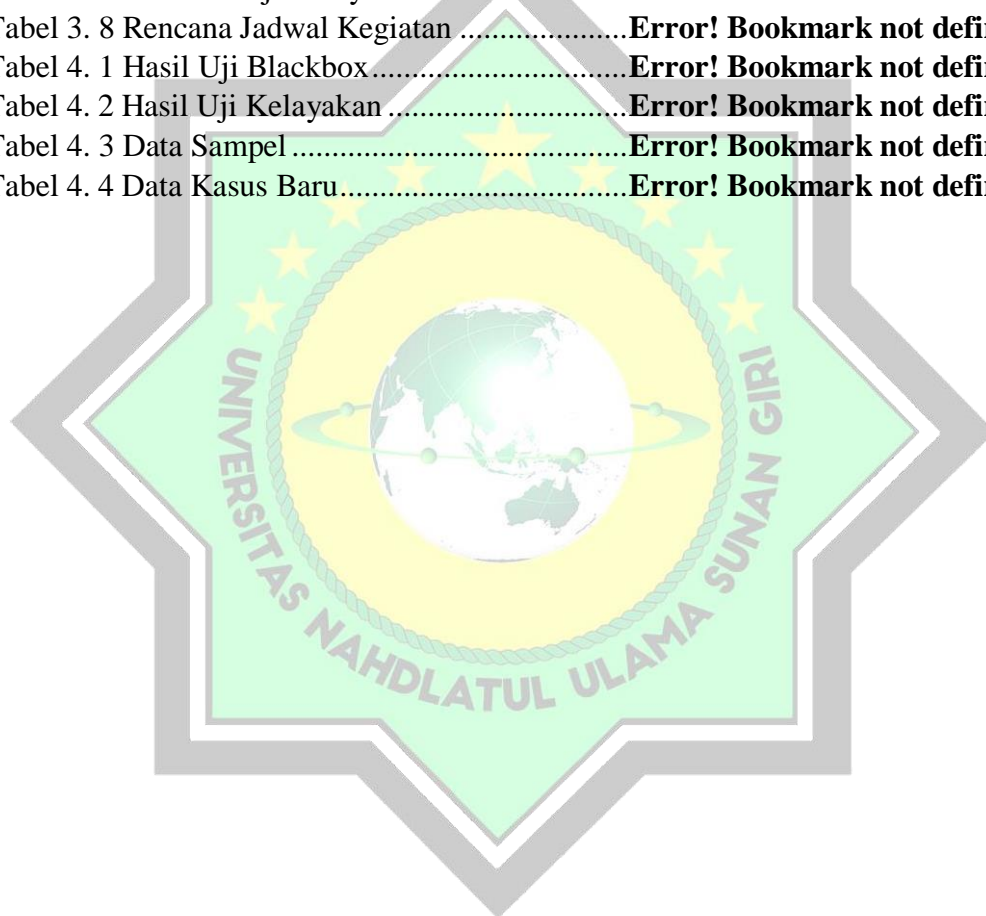 Tabel 3. 8 Rencana Jadwal Kegiatan ....................Error! Bookmark not defi
Tabel 4. 1 Hasil Uji Blackbox...............................Error! Bookmark not defi
Tabel 4. 2 Hasil Uji Kelayakan .............................Error! Bookmark not defi
Tabel 4. 3 Data Sampel .........................................Error! Bookmark not defi
Tabel 4. 4 Data Kasus Baru...................................Error! Bookmark not defi
UNIVERSITAS NAHDLATUL ULAMA SUNAN GIRI